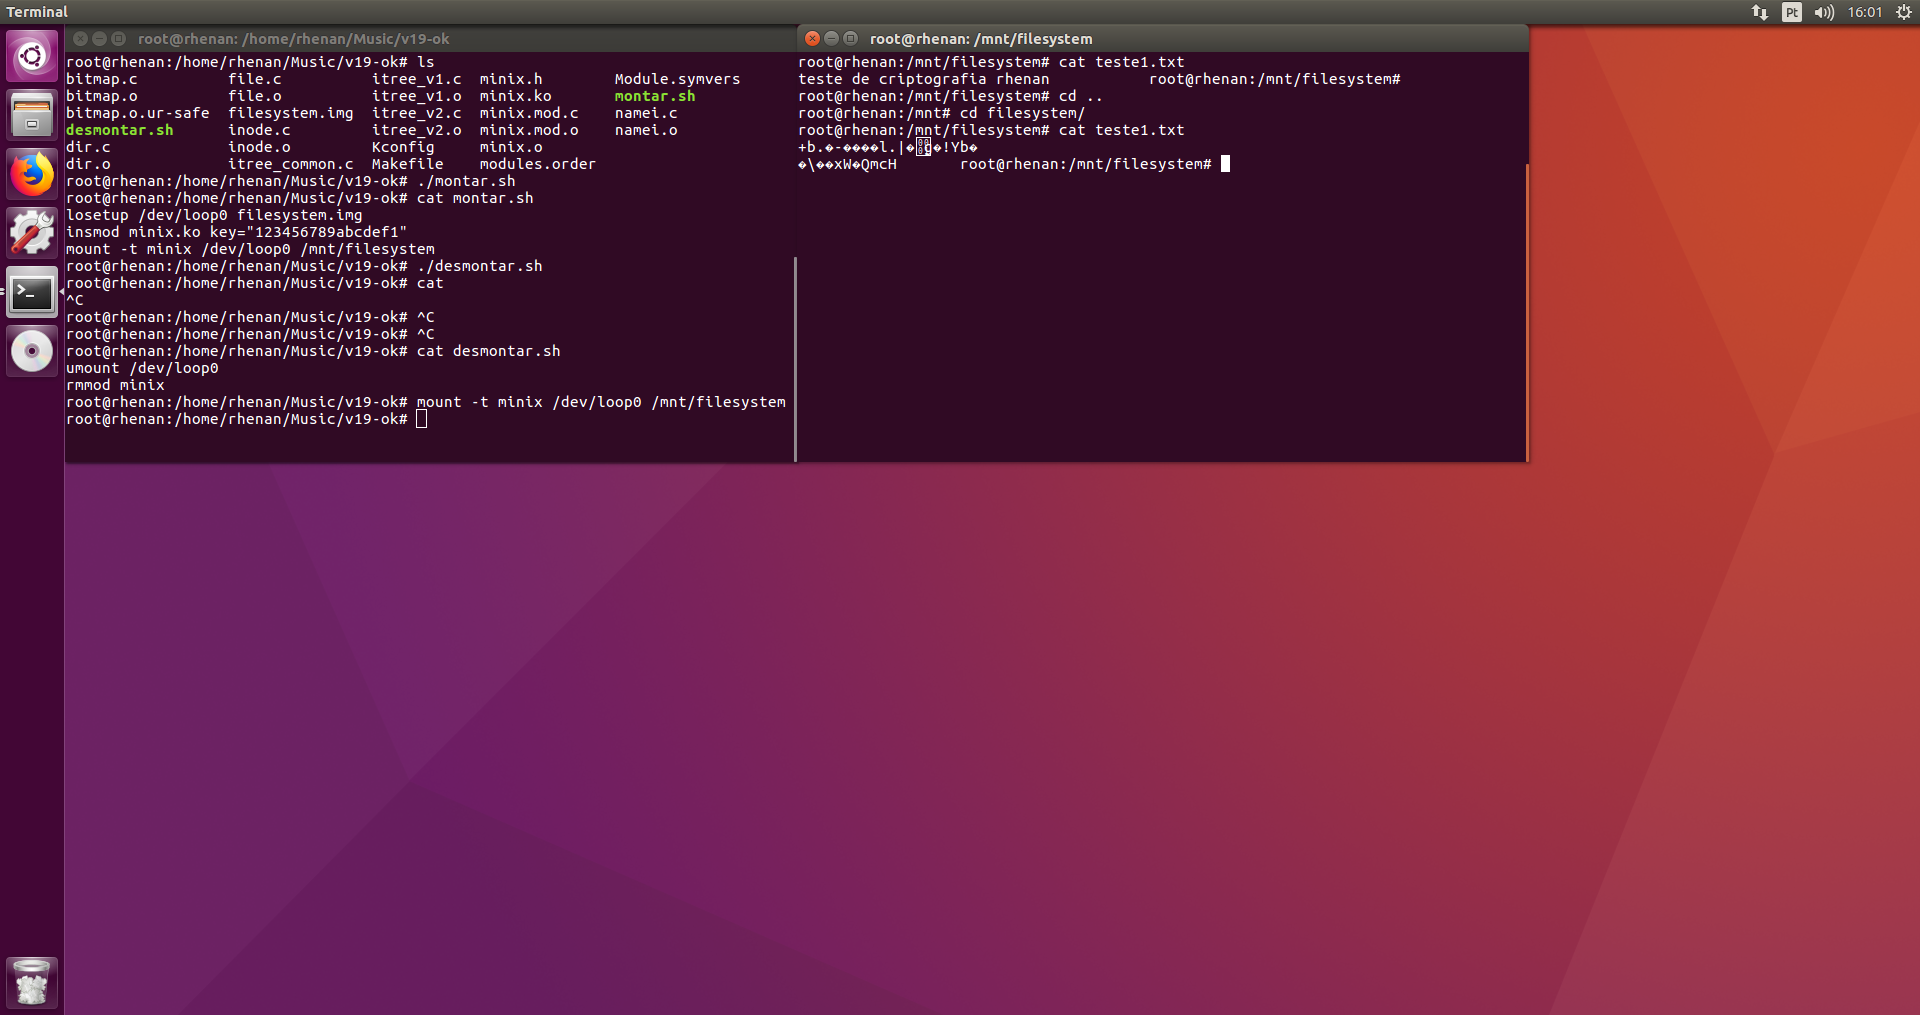 Terminal
Pt
16:01
root@rhenan: /home/rhenan/Music/v19-ok
root@rhenan:/home/rhenan/Music/v19-ok# ls
bitmap.c          file.c          itree_v1.c  minix.h        Module.symvers
bitmap.o          file.o          itree_v1.o  minix.ko       montar.sh
bitmap.o.ur-safe  filesystem.img  itree_v2.c  minix.mod.c    namei.c
desmontar.sh      inode.c         itree_v2.o  minix.mod.o    namei.o
dir.c             inode.o         Kconfig     minix.o
dir.o             itree_common.c  Makefile    modules.order
root@rhenan:/home/rhenan/Music/v19-ok# ./montar.sh
root@rhenan:/home/rhenan/Music/v19-ok# cat montar.sh
losetup /dev/loop0 filesystem.img
insmod minix.ko key="123456789abcdef1"
mount -t minix /dev/loop0 /mnt/filesystem
root@rhenan:/home/rhenan/Music/v19-ok# ./desmontar.sh
root@rhenan:/home/rhenan/Music/v19-ok# cat
^C
root@rhenan:/home/rhenan/Music/v19-ok# ^C
root@rhenan:/home/rhenan/Music/v19-ok# ^C
root@rhenan:/home/rhenan/Music/v19-ok# cat desmontar.sh
umount /dev/loop0
rmmod minix
root@rhenan:/home/rhenan/Music/v19-ok# mount -t minix /dev/loop0 /mnt/filesystem
root@rhenan:/home/rhenan/Music/v19-ok#
root@rhenan: /mnt/filesystem
root@rhenan:/mnt/filesystem# cat teste1.txt
teste de criptografia rhenan           root@rhenan:/mnt/filesystem#
root@rhenan:/mnt/filesystem# cd ..
root@rhenan:/mnt# cd filesystem/
root@rhenan:/mnt/filesystem# cat teste1.txt
+b.�-����l.|�g�!Yb�
�\��xW�QmcH       root@rhenan:/mnt/filesystem#